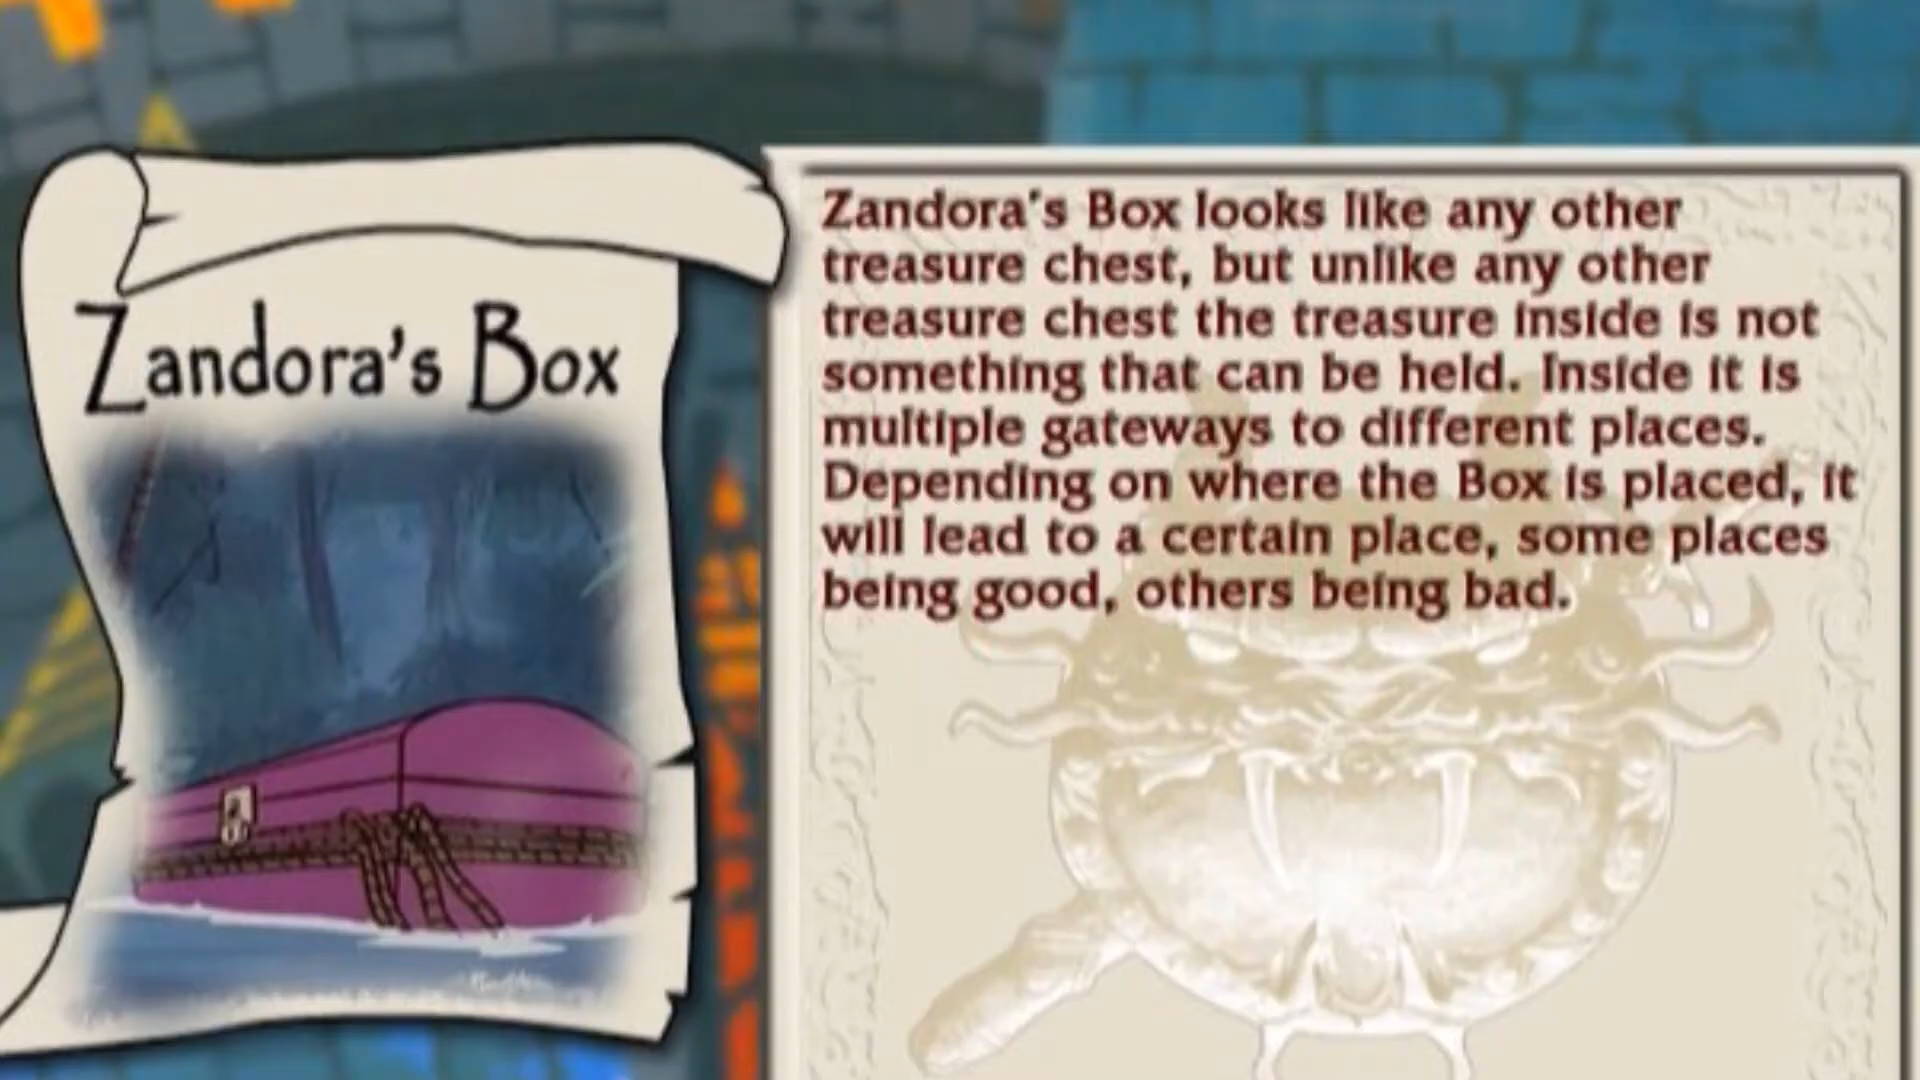 Zandora's Box
Zandora's Box looks like any other
treasure chest, but unlike any other
treasure chest the treasure inside is not
something that can be held. Inside it is
multiple gateways to different places.
Depending on where the Box is placed, it
will lead to a certain place, some places
being good, others being bad.